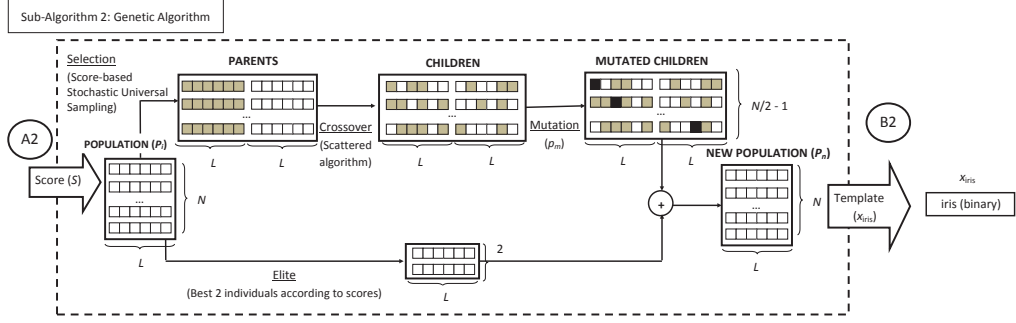 Sub-Algorithm 2: Genetic Algorithm
Selection
(Score-based
Stochastic Universal
Sampling)
PARENTS
CHILDREN
MUTATED CHILDREN
...
...
...
N/2 - 1
Crossover
(Scattered
algorithm)
Mutation
(pm)
L
L
L
L
L
L
A2
Score (S)
POPULATION (Pi)
...
N
L
Elite
(Best 2 individuals according to scores)
2
L
+
NEW POPULATION (Pn)
...
N
L
B2
Template
(xiris)
xiris
iris (binary)